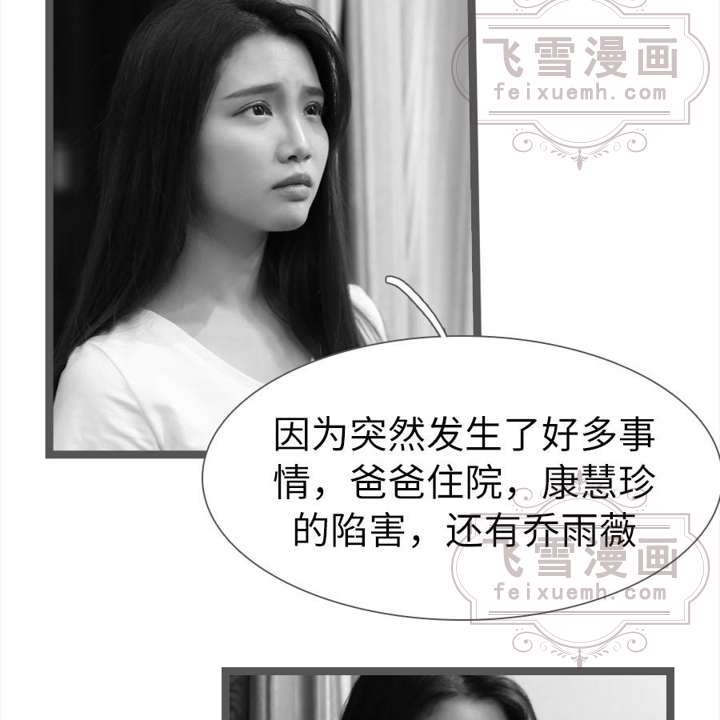 飞雪漫画
feixuemh.com
因为突然发生了好多事
情，爸爸住院，康慧珍
的陷害，还有乔雨薇
飞雪漫画
feixuemh.com